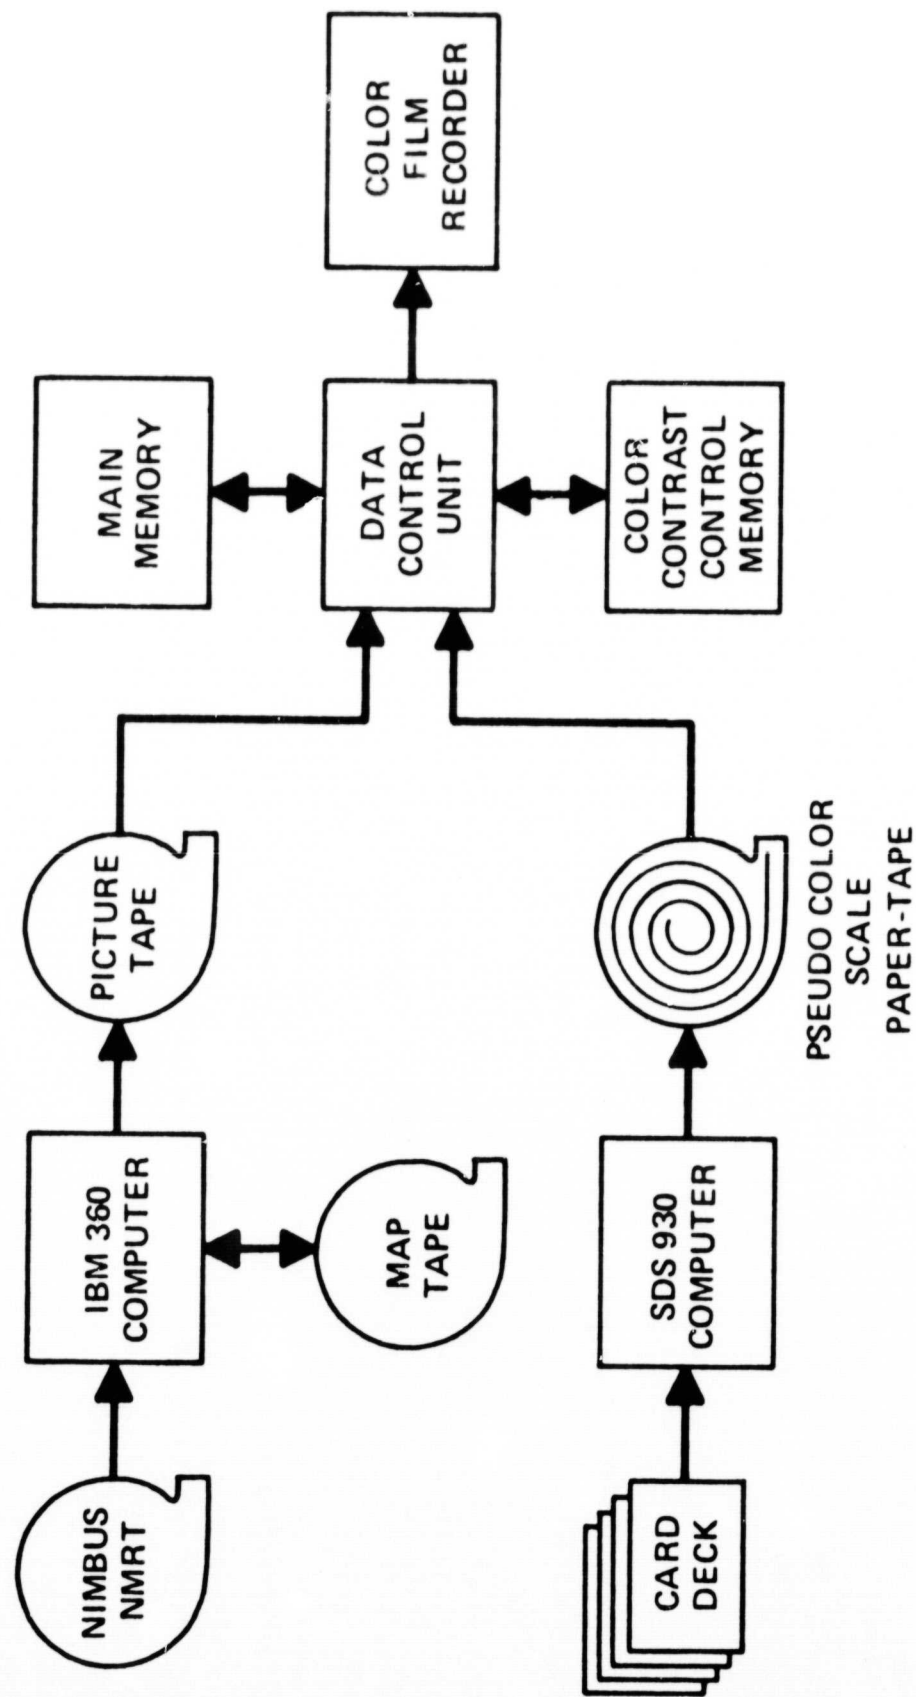 NIMBUS
NMRT
IBM 360
COMPUTER
MAP
TAPE
PICTURE
TAPE
CARD
DECK
SDS 930
COMPUTER
PSEUDO COLOR
SCALE
PAPER-TAPE
MAIN
MEMORY
DATA
CONTROL
UNIT
COLOR
CONTRAST
CONTROL
MEMORY
COLOR
FILM
RECORDER